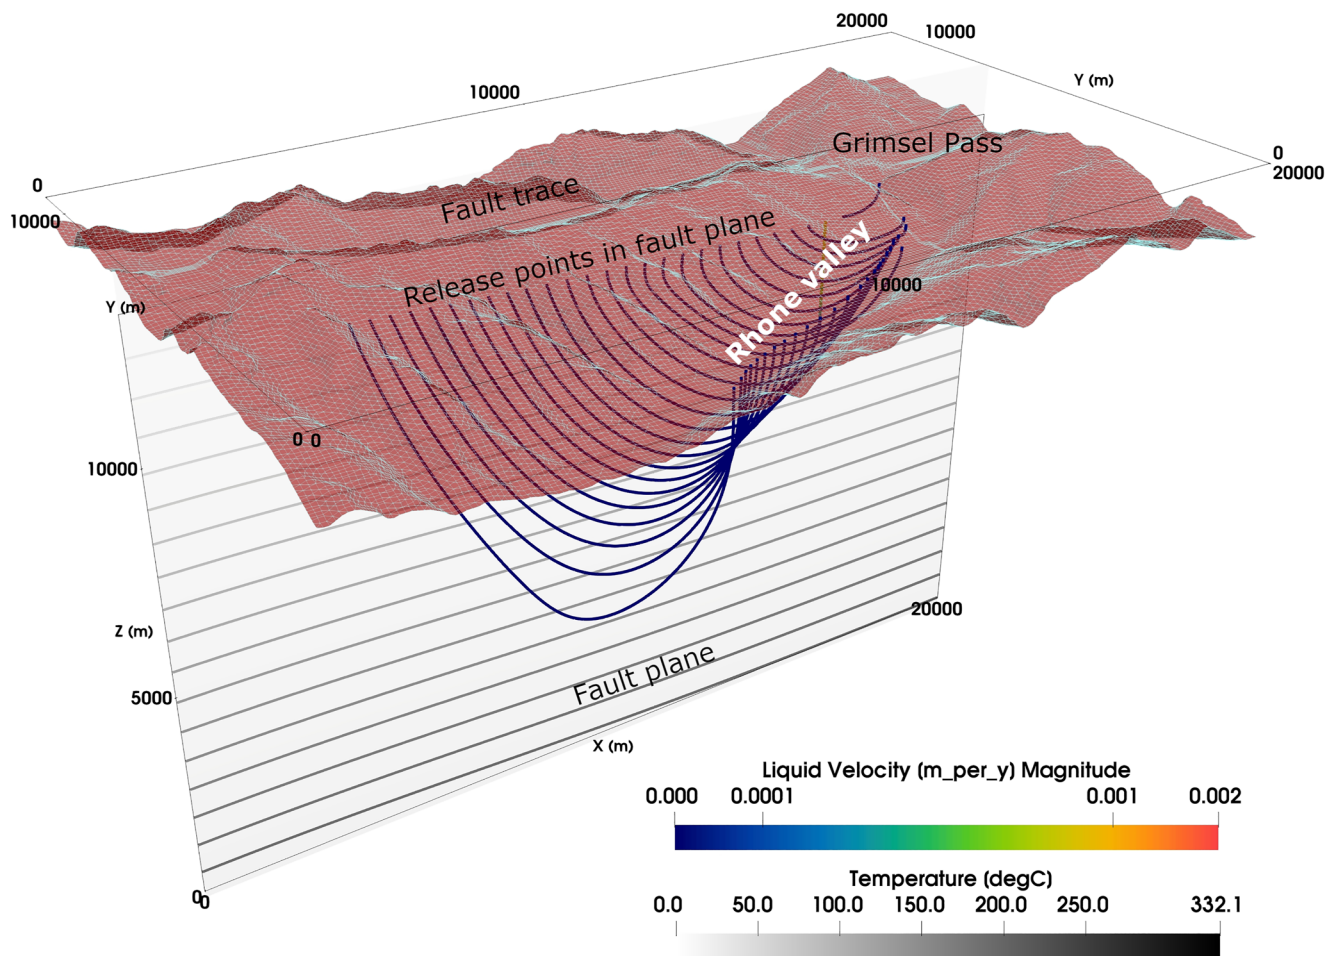 20000
10000
Y (m)
10000
Grimsel Pass
0
20000
0
10000
Fault trace
Release points in fault plane
Rhone valley
10000
Y (m)
0 0
10000
Z (m)
20000
Fault plane
5000
X (m)
0
0
Liquid Velocity (m_per_y) Magnitude
0.000 0.0001 0.001 0.002
Temperature (degC)
0.0 50.0 100.0 150.0 200.0 250.0 332.1